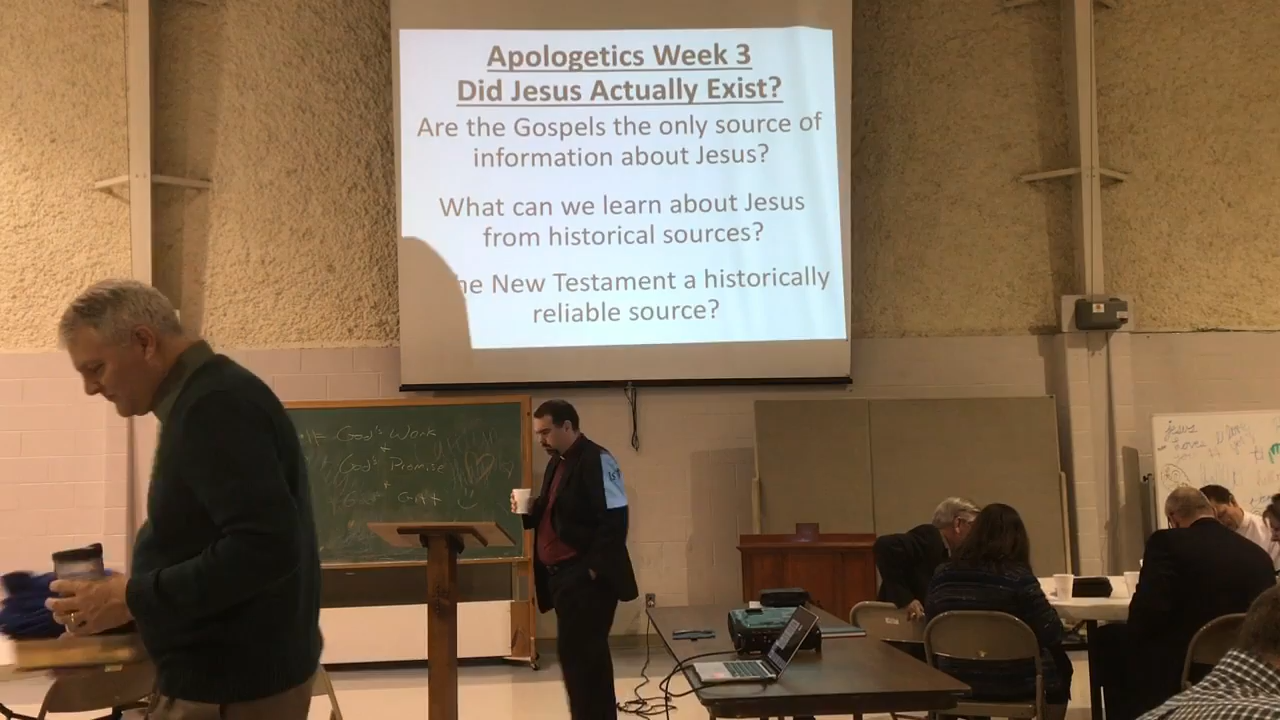 Apologetics Week 3
Did Jesus Actually Exist?
Are the Gospels the only source of
information about Jesus?
What can we learn about Jesus
from historical sources?
he New Testament a historically
reliable source?
God's Work
+
God's Promise
+
Jesus